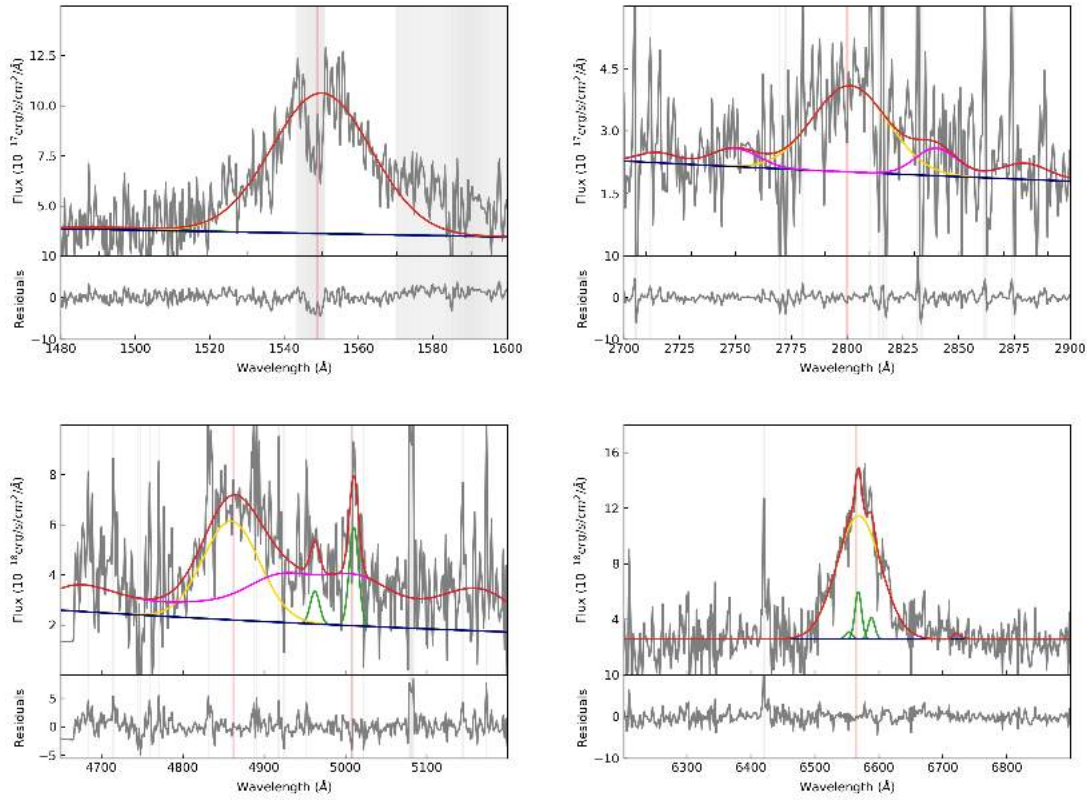 Flux (10 17erg/s/cm2/Å)
12.5
10.0
7.5
5.0
10
0
−10
Residuals
1480 1500 1520 1540 1560 1580 1600
Wavelength (Å)
Flux (10 17erg/s/cm2/Å)
4.5
3.0
1.5
10
0
−10
Residuals
2700 2725 2750 2775 2800 2825 2850 2875 2900
Wavelength (Å)
Flux (10 18erg/s/cm2/Å)
8
6
4
2
5
0
−5
Residuals
4700 4800 4900 5000 5100
Wavelength (Å)
Flux (10 18erg/s/cm2/Å)
16
12
8
4
10
0
−10
Residuals
6300 6400 6500 6600 6700 6800
Wavelength (Å)